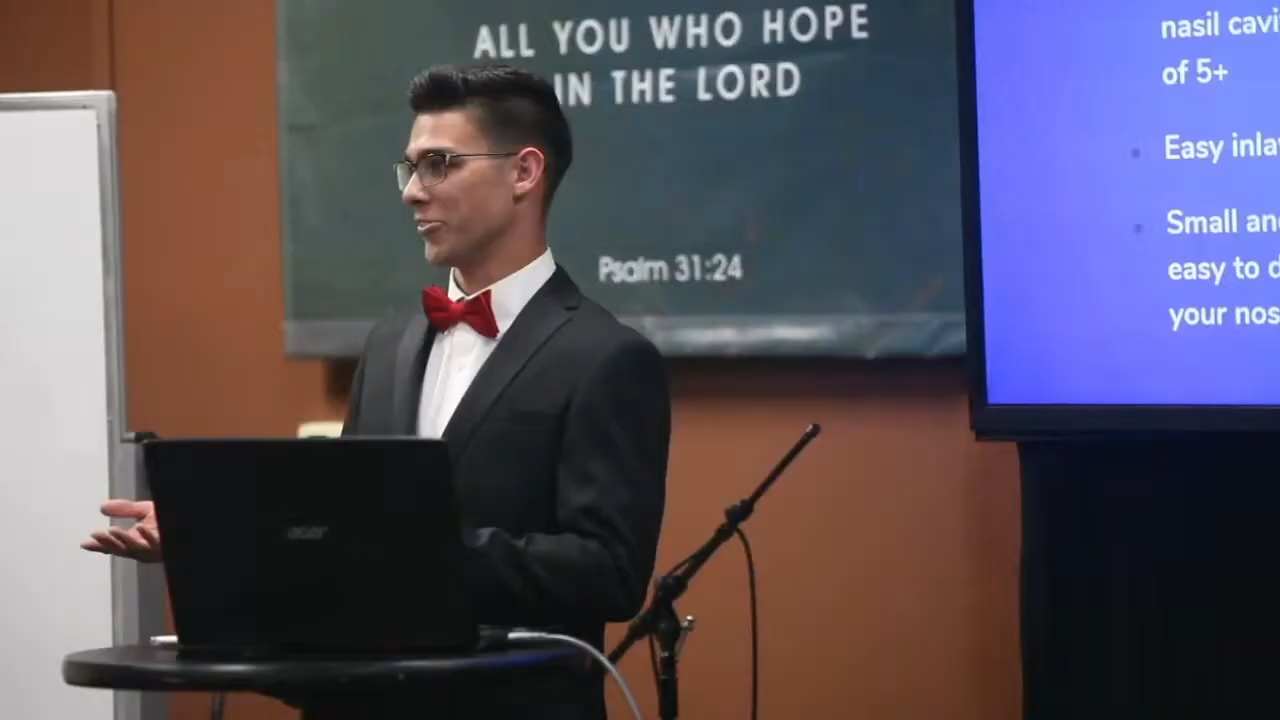 ALL YOU WHO HOPE
IN THE LORD
Psalm 31:24
nasil cavi
of 5+
Easy inla
Small an
easy to d
your nos
acer